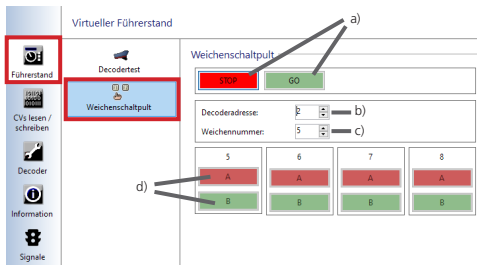 Virtueller Führerstand
a)
Führerstand
CVs lesen /
schreiben
Decoder
Information
Signale
Decodertest
Weichenschaltpult
Weichenschaltpult
STOP GO
Decoderadresse: 2 b)
Weichennummer: 5 c)
5 6 7 8
d)
A A A A
B B B B